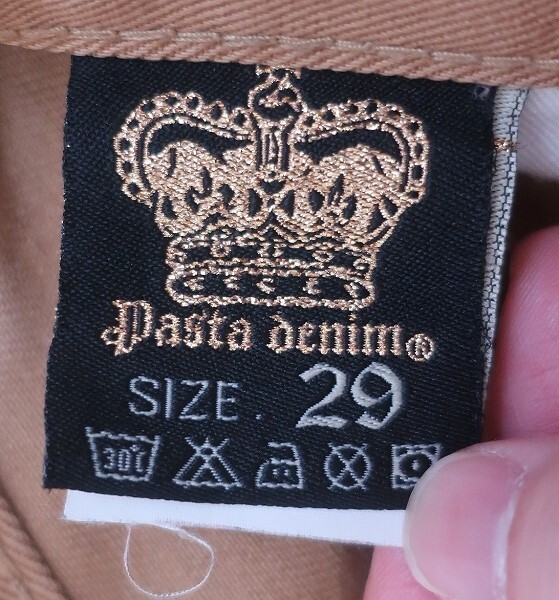 Pasta denim®
SIZE. 29
30℃